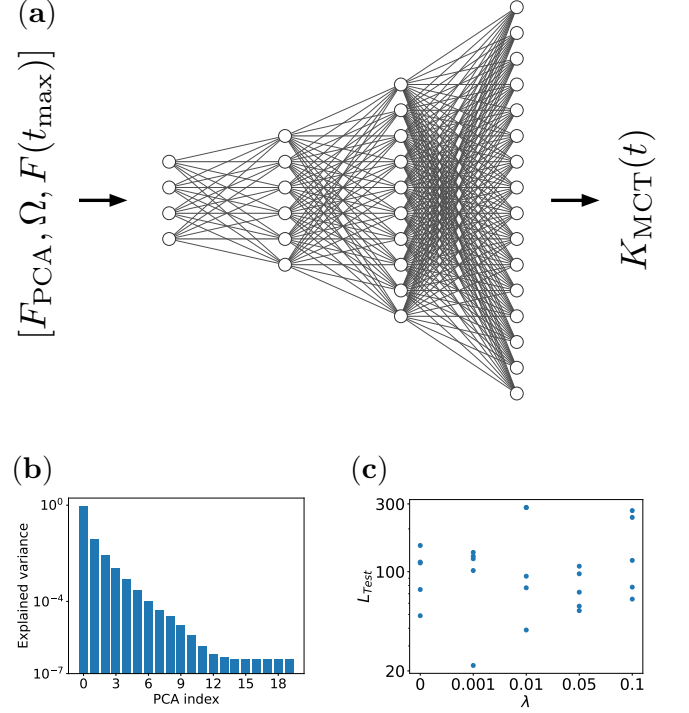 (a)
[F_PCA, Ω, F(t_max)]
K_MCT(t)
(b)
Explained variance
10^0
10^−4
10^−7
0 3 6 9 12 15 18
PCA index
(c)
L_Test
300
100
20
0 0.001 0.01 0.05 0.1
λ